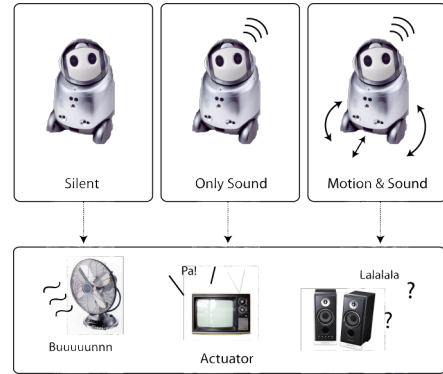 Silent
Only Sound
Motion & Sound
Buuuuunnn
Pa!
Lalalala
?
?
Actuator